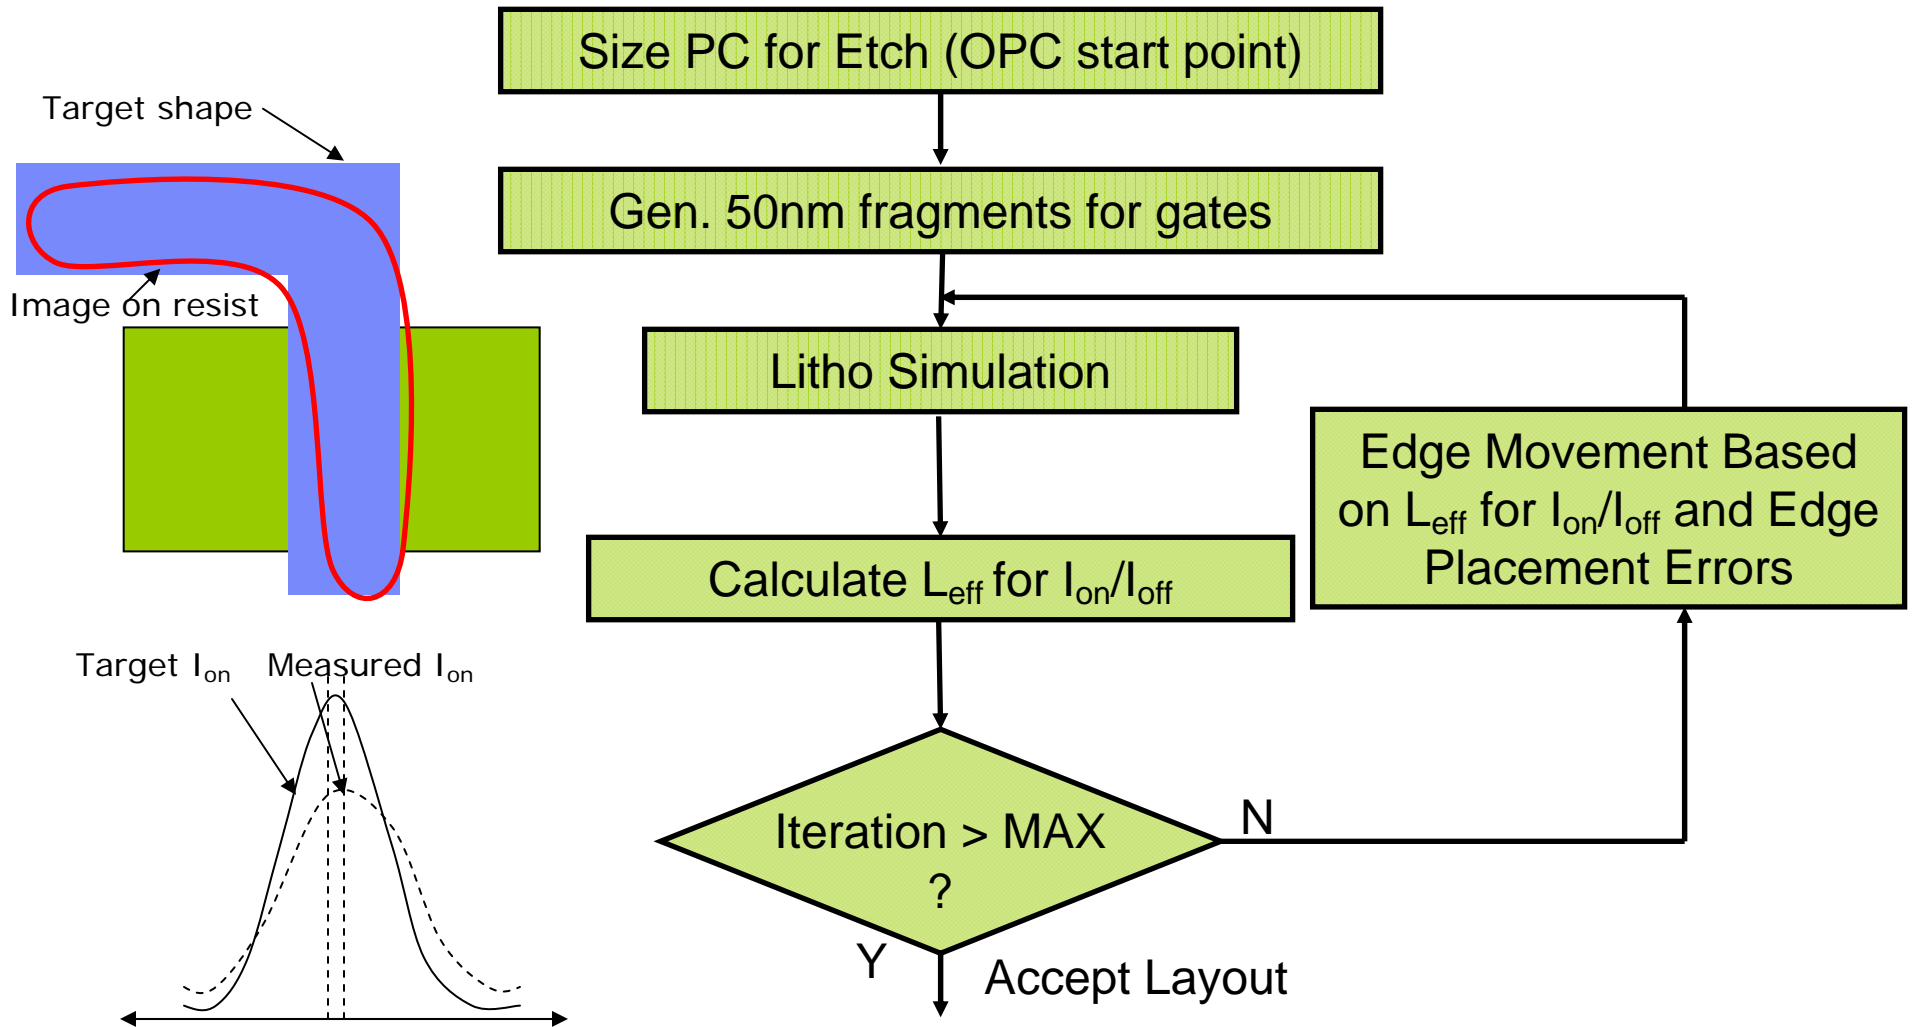 Size PC for Etch (OPC start point)
Target shape
Gen. 50nm fragments for gates
Image on resist
Litho Simulation
Edge Movement Based
on Leff for Ion/Ioff and Edge
Placement Errors
Calculate Leff for Ion/Ioff
Target Ion
Measured Ion
Iteration > MAX
?
N
Y
Accept Layout